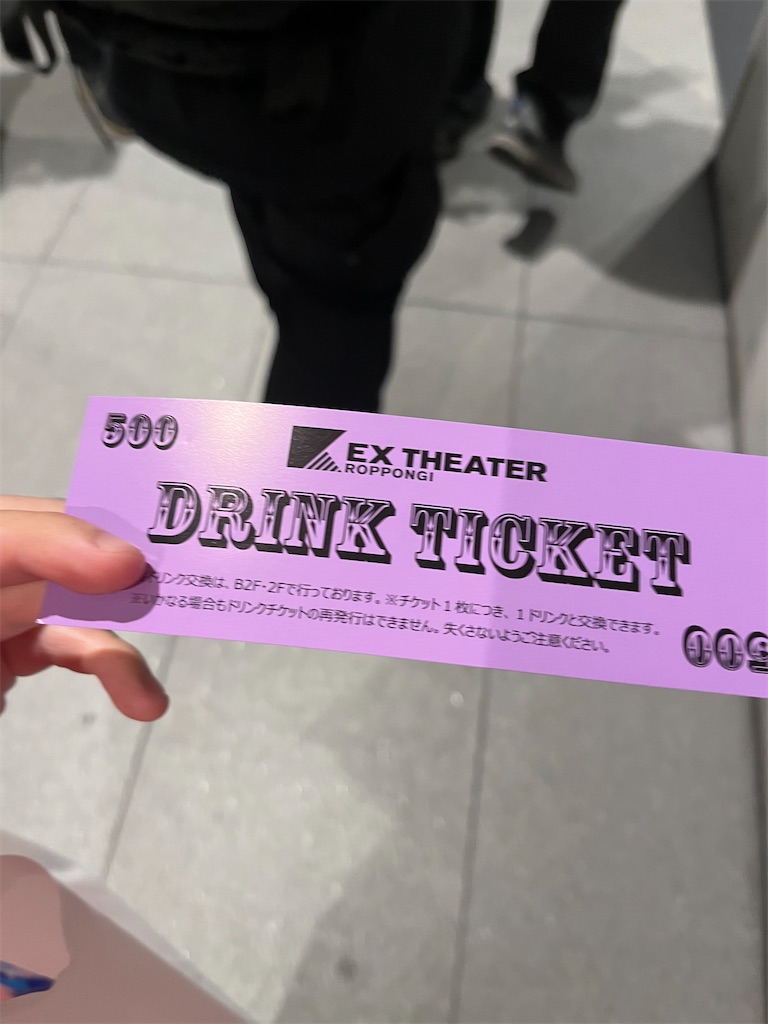 500
EX THEATER
ROPPONGI
DRINK TICKET
ドリンク交換は、B2F・2Fで行っております。※チケット1枚につき、1ドリンクと交換できます。
※いかなる場合もドリンクチケットの再発行はできません。失くさないようご注意ください。
500